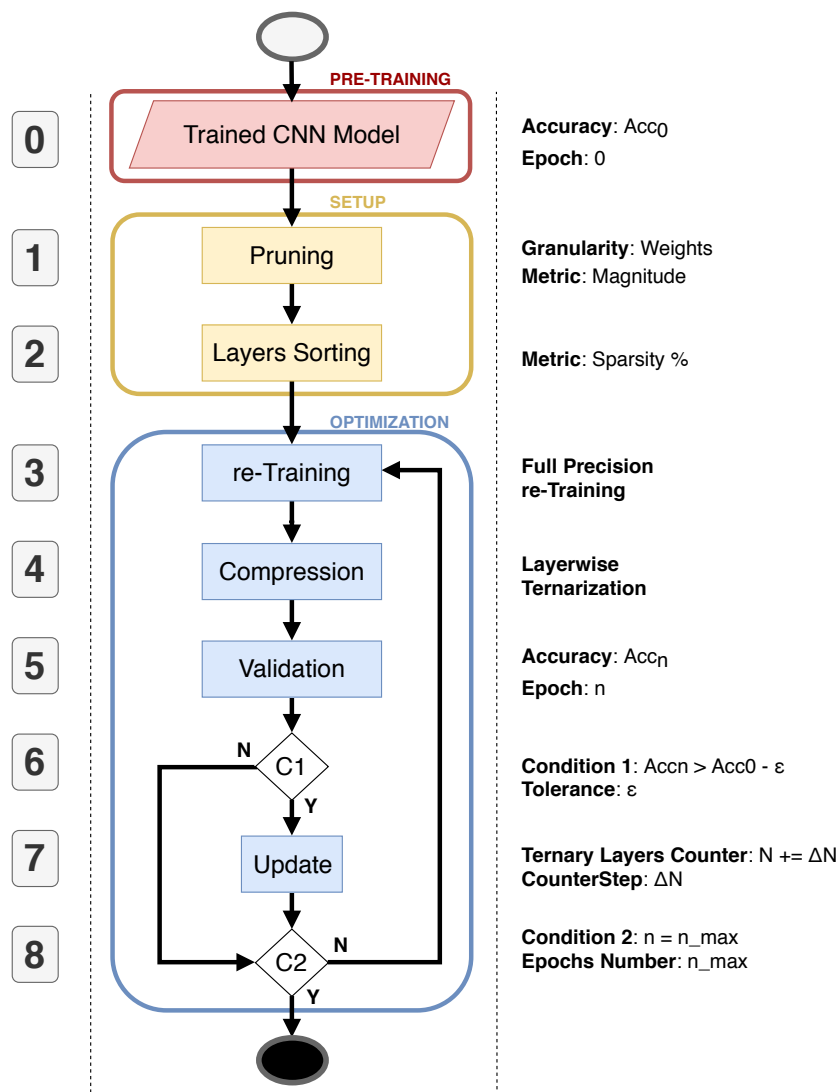 PRE-TRAINING
0
Trained CNN Model
Accuracy: Acc0
Epoch: 0
SETUP
1
Pruning
Granularity: Weights
Metric: Magnitude
2
Layers Sorting
Metric: Sparsity %
OPTIMIZATION
3
re-Training
Full Precision
re-Training
4
Compression
Layerwise
Ternarization
5
Validation
Accuracy: Accn
Epoch: n
6
N
C1
Y
Condition 1: Accn > Acc0 - ε
Tolerance: ε
7
Update
Ternary Layers Counter: N += ΔN
CounterStep: ΔN
8
C2
N
Y
Condition 2: n = n_max
Epochs Number: n_max